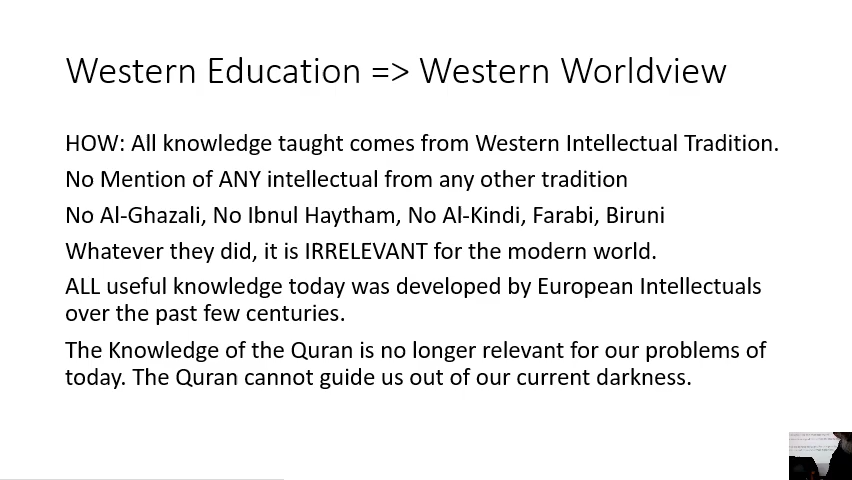 Western Education => Western Worldview
HOW: All knowledge taught comes from Western Intellectual Tradition.
No Mention of ANY intellectual from any other tradition
No Al-Ghazali, No Ibnul Haytham, No Al-Kindi, Farabi, Biruni
Whatever they did, it is IRRELEVANT for the modern world.
ALL useful knowledge today was developed by European Intellectuals
over the past few centuries.
The Knowledge of the Quran is no longer relevant for our problems of
today. The Quran cannot guide us out of our current darkness.